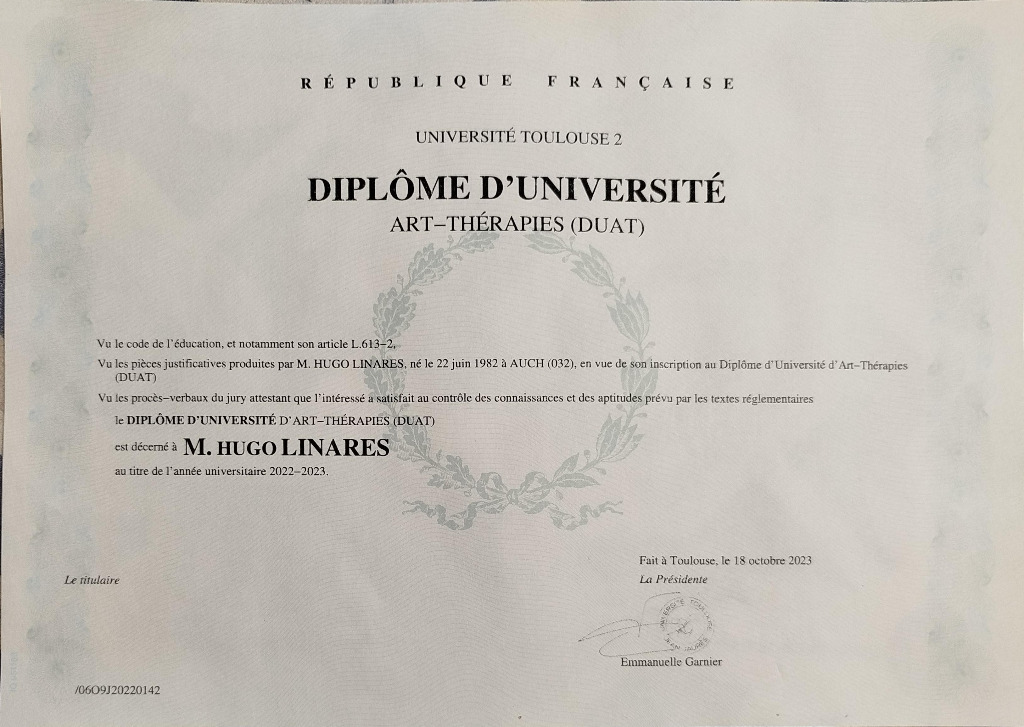 RÉPUBLIQUE FRANÇAISE
UNIVERSITÉ TOULOUSE 2
DIPLÔME D'UNIVERSITÉ
ART-THÉRAPIES (DUAT)
Vu le code de l'éducation, et notamment son article L.613-2,
Vu les pièces justificatives produites par M. HUGO LINARES, né le 22 juin 1982 à AUCH (032), en vue de son inscription au Diplôme d'Université d'Art-Thérapies
(DUAT)
Vu les procès-verbaux du jury attestant que l'intéressé a satisfait au contrôle des connaissances et des aptitudes prévu par les textes réglementaires
le DIPLÔME D'UNIVERSITÉ D'ART-THÉRAPIES (DUAT)
est décerné à M. HUGO LINARES
au titre de l'année universitaire 2022-2023.
Fait à Toulouse, le 18 octobre 2023
Le titulaire
La Présidente
Emmanuelle Garnier
/06O9J20220142